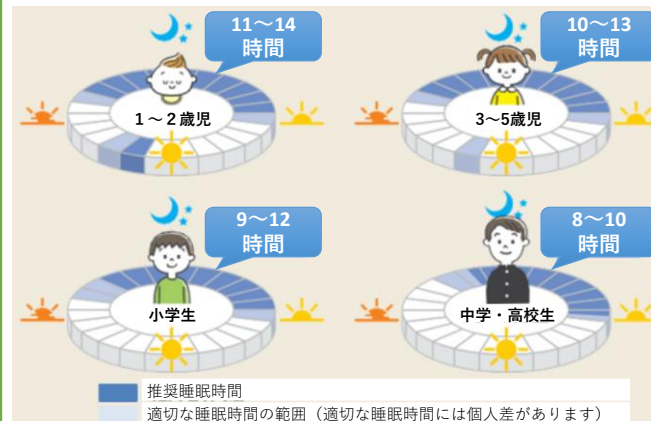 11～14
時間
10～13
時間
1～2歳児
3～5歳児
9～12
時間
8～10
時間
小学生
中学・高校生
推奨睡眠時間
適切な睡眠時間の範囲（適切な睡眠時間には個人差があります）